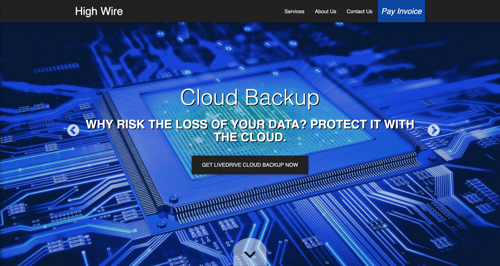 High Wire
Services About Us Contact Us Pay Invoice
Cloud Backup
WHY RISK THE LOSS OF YOUR DATA? PROTECT IT WITH
THE CLOUD.
GET LIVEDRIVE CLOUD BACKUP NOW